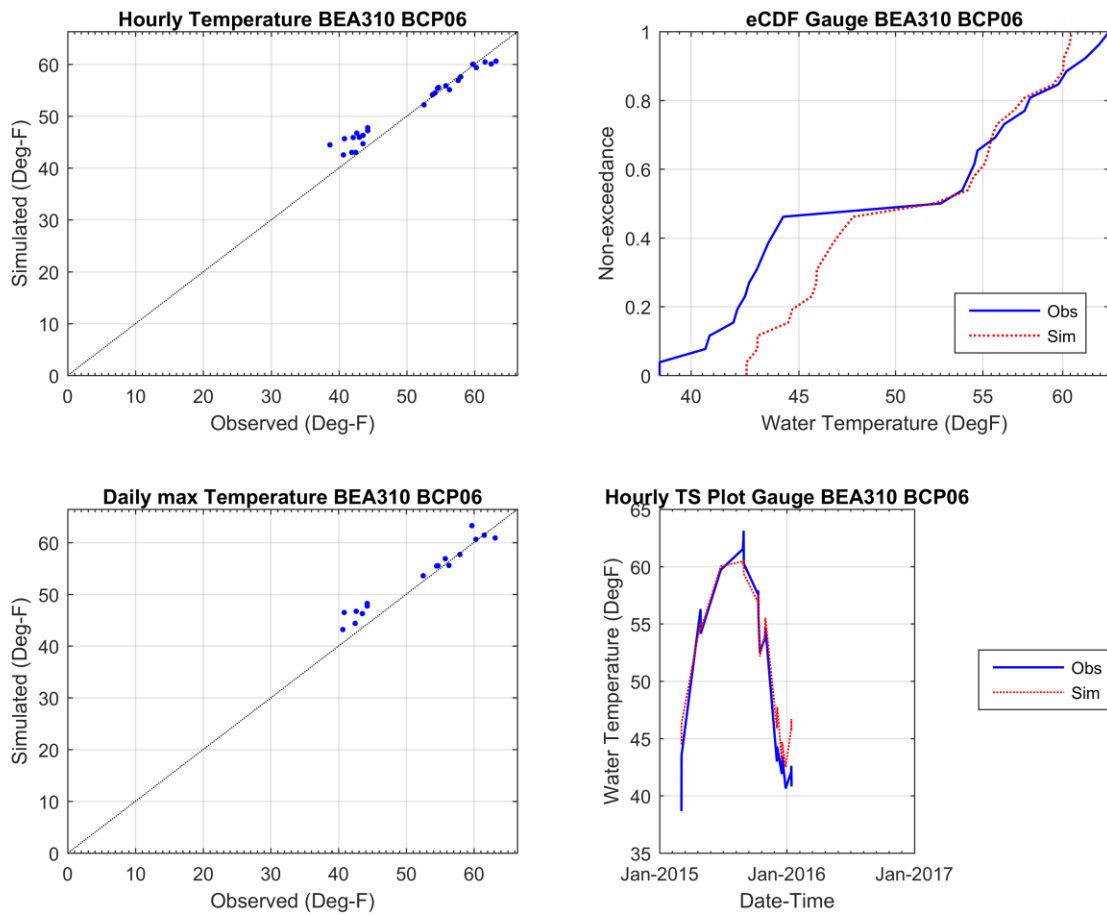 Hourly Temperature BEA310 BCP06
60
50
40
30
20
10
0
0 10 20 30 40 50 60
Simulated (Deg-F)
Observed (Deg-F)
eCDF Gauge BEA310 BCP06
1
0.8
0.6
0.4
0.2
0
40 45 50 55 60
Non-exceedance
Water Temperature (DegF)
Obs
Sim
Daily max Temperature BEA310 BCP06
60
50
40
30
20
10
0
0 10 20 30 40 50 60
Simulated (Deg-F)
Observed (Deg-F)
Hourly TS Plot Gauge BEA310 BCP06
65
60
55
50
45
40
35
Jan-2015 Jan-2016 Jan-2017
Water Temperature (DegF)
Date-Time
Obs
Sim